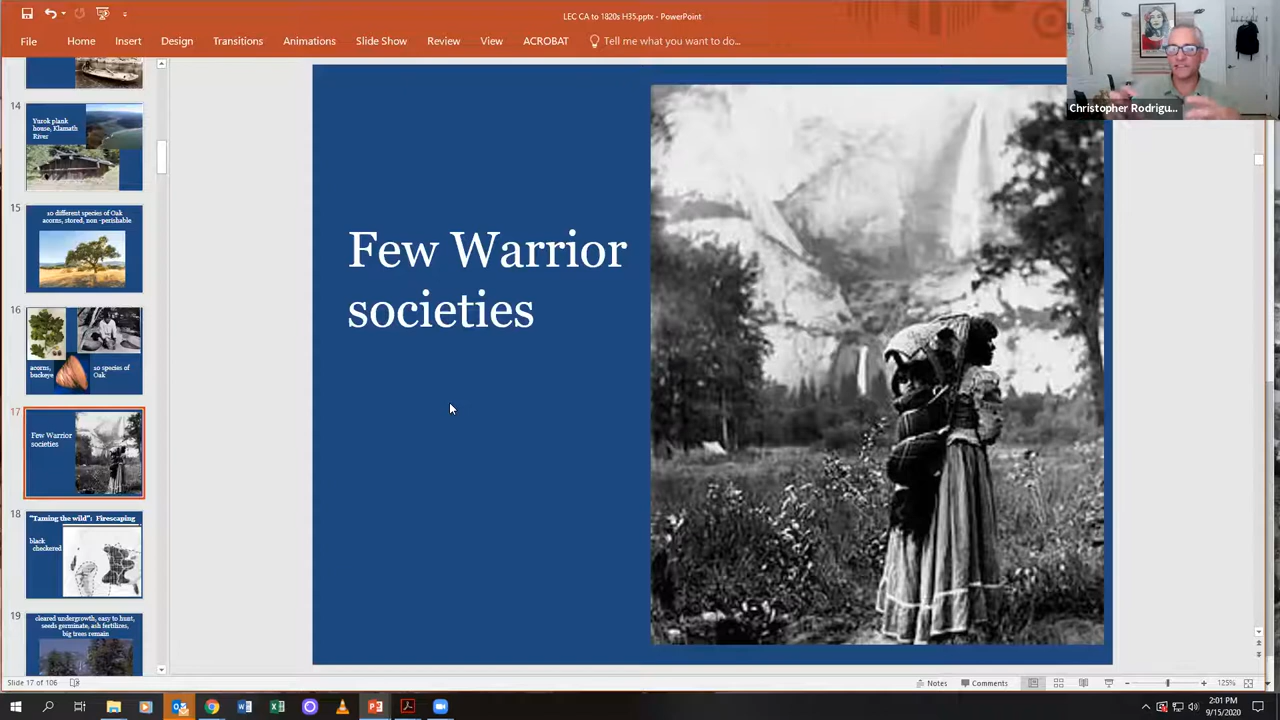 LEC CA to 1820s H35.pptx - PowerPoint
File Home Insert Design Transitions Animations Slide Show Review View ACROBAT Tell me what you want to do...
Christopher Rodrigu...
14
Yurok plank
house, Klamath
River
15
10 different species of Oak
acorns, stored, non -perishable
16
acorns,
buckeye
20 species of
Oak
17
Few Warrior
societies
18
"Taming the wild": Firescaping
black
checkered
19
cleared undergrowth, easy to hunt,
seeds germinate, ash fertilizes,
big trees remain
Few Warrior
societies
Slide 17 of 106
Notes Comments 125%
2:01 PM
9/15/2020